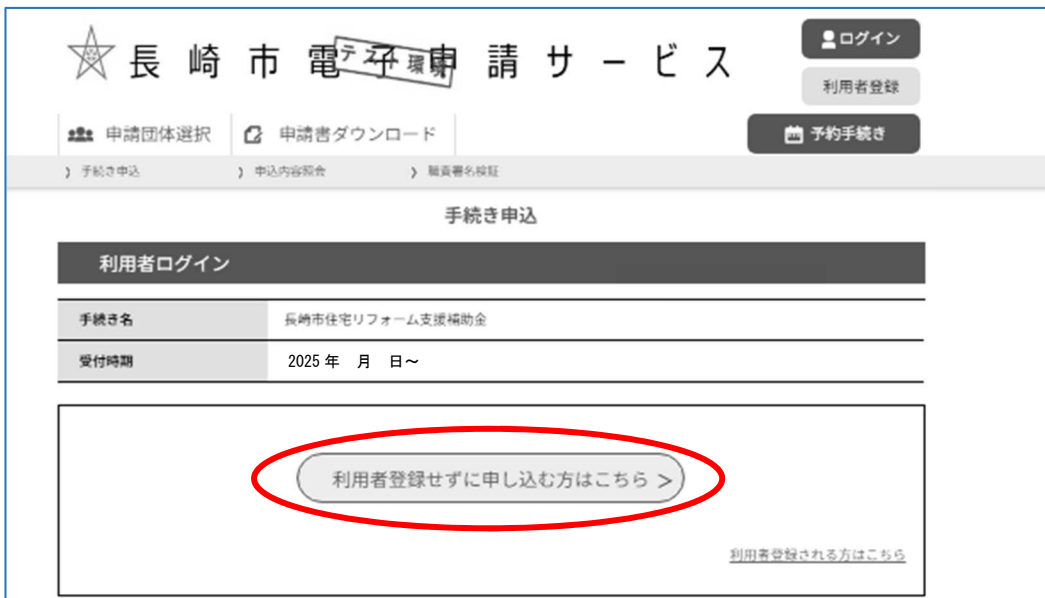 長崎市電子申請サービス
テスト環境
ログイン
利用者登録
申請団体選択
申請書ダウンロード
予約手続き
手続き申込
申込内容照会
職責署名検証
手続き申込
利用者ログイン
手続き名
長崎市住宅リフォーム支援補助金
受付時期
2025 年 月 日~
利用者登録せずに申し込む方はこちら >
利用者登録される方はこちら